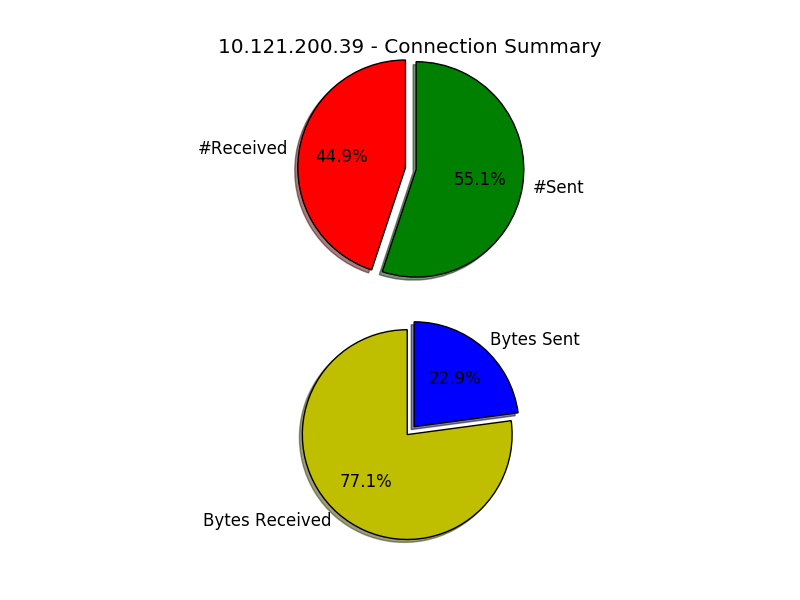 10.121.200.39 - Connection Summary
#Received
44.9%
55.1%
#Sent
Bytes Sent
22.9%
77.1%
Bytes Received